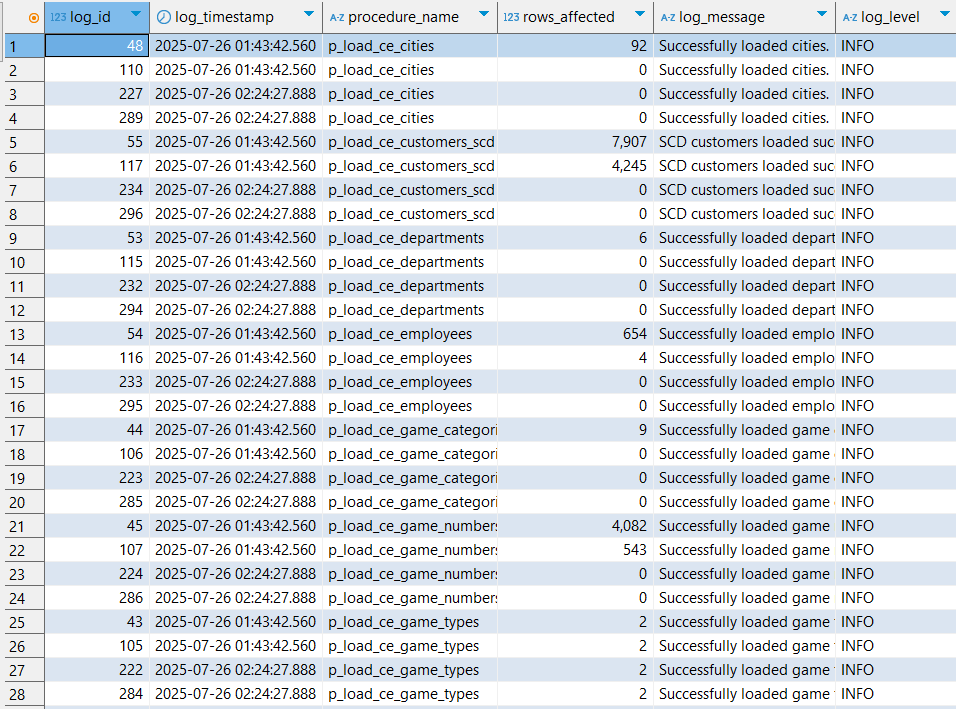 123 log_id log_timestamp A-Z procedure_name 123 rows_affected A-Z log_message A-Z log_level
1 48 2025-07-26 01:43:42.560 p_load_ce_cities 92 Successfully loaded cities. INFO
2 110 2025-07-26 01:43:42.560 p_load_ce_cities 0 Successfully loaded cities. INFO
3 227 2025-07-26 02:24:27.888 p_load_ce_cities 0 Successfully loaded cities. INFO
4 289 2025-07-26 02:24:27.888 p_load_ce_cities 0 Successfully loaded cities. INFO
5 55 2025-07-26 01:43:42.560 p_load_ce_customers_scd 7,907 SCD customers loaded suc INFO
6 117 2025-07-26 01:43:42.560 p_load_ce_customers_scd 4,245 SCD customers loaded suc INFO
7 234 2025-07-26 02:24:27.888 p_load_ce_customers_scd 0 SCD customers loaded suc INFO
8 296 2025-07-26 02:24:27.888 p_load_ce_customers_scd 0 SCD customers loaded suc INFO
9 53 2025-07-26 01:43:42.560 p_load_ce_departments 6 Successfully loaded depart INFO
10 115 2025-07-26 01:43:42.560 p_load_ce_departments 0 Successfully loaded depart INFO
11 232 2025-07-26 02:24:27.888 p_load_ce_departments 0 Successfully loaded depart INFO
12 294 2025-07-26 02:24:27.888 p_load_ce_departments 0 Successfully loaded depart INFO
13 54 2025-07-26 01:43:42.560 p_load_ce_employees 654 Successfully loaded emplo INFO
14 116 2025-07-26 01:43:42.560 p_load_ce_employees 4 Successfully loaded emplo INFO
15 233 2025-07-26 02:24:27.888 p_load_ce_employees 0 Successfully loaded emplo INFO
16 295 2025-07-26 02:24:27.888 p_load_ce_employees 0 Successfully loaded emplo INFO
17 44 2025-07-26 01:43:42.560 p_load_ce_game_categori 9 Successfully loaded game INFO
18 106 2025-07-26 01:43:42.560 p_load_ce_game_categori 0 Successfully loaded game INFO
19 223 2025-07-26 02:24:27.888 p_load_ce_game_categori 0 Successfully loaded game INFO
20 285 2025-07-26 02:24:27.888 p_load_ce_game_categori 0 Successfully loaded game INFO
21 45 2025-07-26 01:43:42.560 p_load_ce_game_numbers 4,082 Successfully loaded game INFO
22 107 2025-07-26 01:43:42.560 p_load_ce_game_numbers 543 Successfully loaded game INFO
23 224 2025-07-26 02:24:27.888 p_load_ce_game_numbers 0 Successfully loaded game INFO
24 286 2025-07-26 02:24:27.888 p_load_ce_game_numbers 0 Successfully loaded game INFO
25 43 2025-07-26 01:43:42.560 p_load_ce_game_types 2 Successfully loaded game INFO
26 105 2025-07-26 01:43:42.560 p_load_ce_game_types 2 Successfully loaded game INFO
27 222 2025-07-26 02:24:27.888 p_load_ce_game_types 2 Successfully loaded game INFO
28 284 2025-07-26 02:24:27.888 p_load_ce_game_types 2 Successfully loaded game INFO